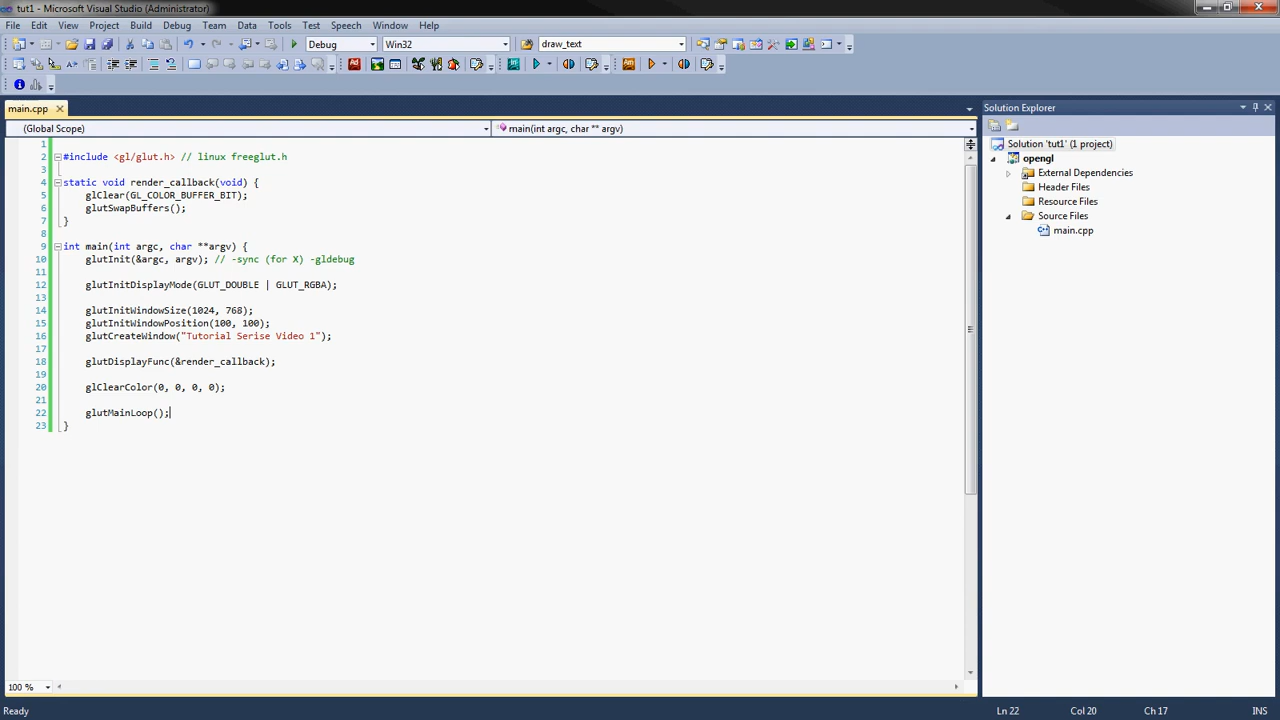 tut1 - Microsoft Visual Studio (Administrator)
File Edit View Project Build Debug Team Data Tools Test Speech Analyze Window Help
Debug Win32 draw_text
main.cpp
(Global Scope) main(int argc, char ** argv)
1
2 #include <gl/glut.h> // linux freeglut.h
3
4 static void render_callback(void) {
5 glClear(GL_COLOR_BUFFER_BIT);
6 glutSwapBuffers();
7 }
8
9 int main(int argc, char **argv) {
10 glutInit(&argc, argv); // -sync (for X) -gldebug
11
12 glutInitDisplayMode(GLUT_DOUBLE | GLUT_RGBA);
13
14 glutInitWindowSize(1024, 768);
15 glutInitWindowPosition(100, 100);
16 glutCreateWindow("Tutorial Serise Video 1");
17
18 glutDisplayFunc(&render_callback);
19
20 glClearColor(0, 0, 0, 0);
21
22 glutMainLoop();
23 }
100 %
Solution Explorer
Solution 'tut1' (1 project)
opengl
External Dependencies
Header Files
Resource Files
Source Files
main.cpp
Ready Ln 22 Col 20 Ch 17 INS